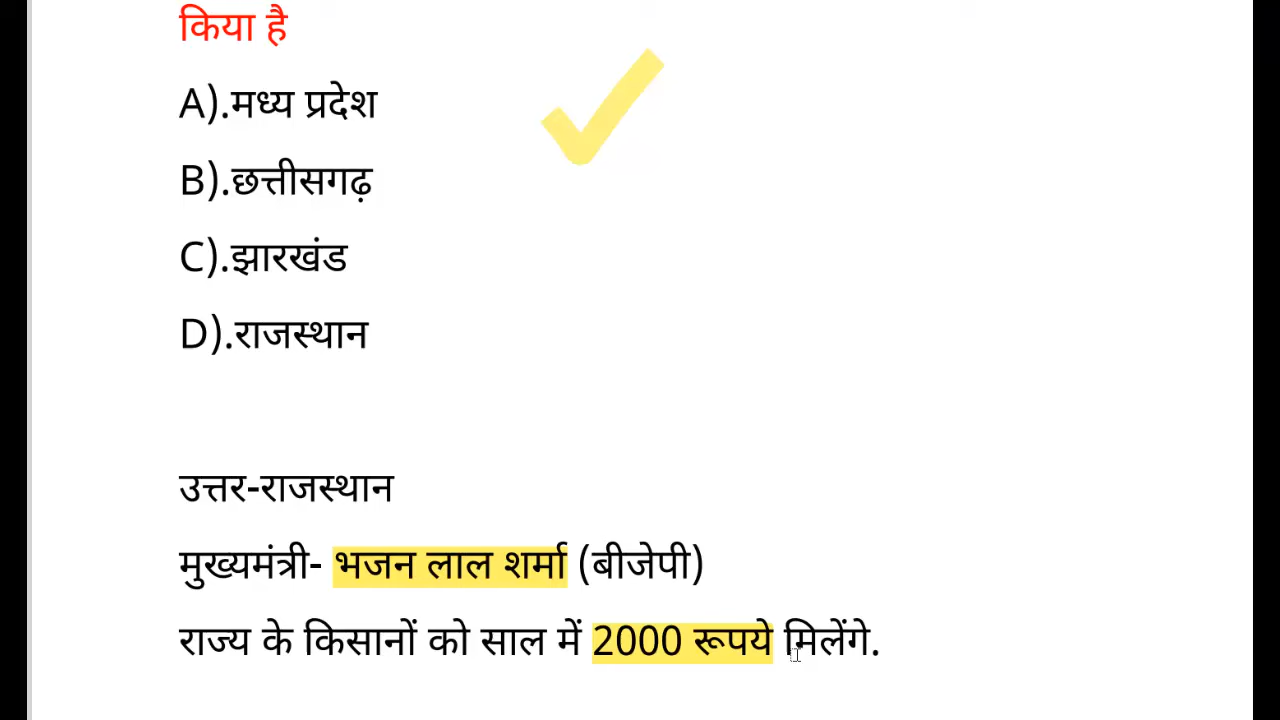 किया है
A).मध्य प्रदेश
B).छत्तीसगढ़
C).झारखंड
D).राजस्थान
उत्तर-राजस्थान
मुख्यमंत्री- भजन लाल शर्मा (बीजेपी)
राज्य के किसानों को साल में 2000 रूपये मिलेंगे.